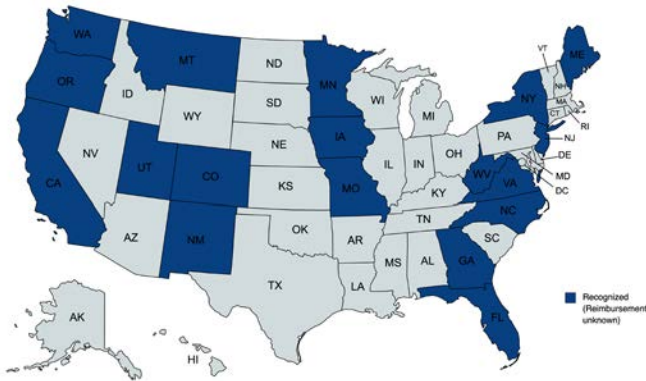 WA
MT
ND
MN
VT
ME
OR
ID
SD
WI
MI
NY
NH
MA
CT
RI
WY
NE
IA
PA
NJ
NV
UT
CO
IL
IN
OH
DE
MD
DC
CA
KS
MO
KY
WV
VA
AZ
NM
OK
AR
TN
NC
SC
TX
LA
MS
AL
GA
FL
AK
HI
Recognized
(Reimbursement
unknown)